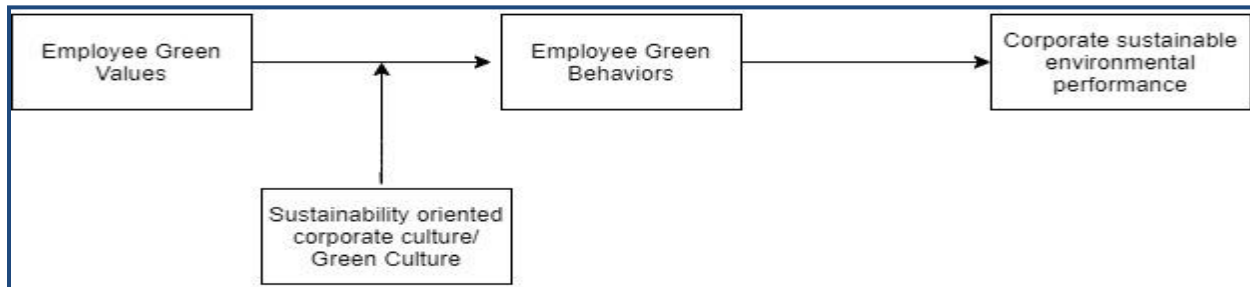 Employee Green
Values
Employee Green
Behaviors
Corporate sustainable
environmental
performance
Sustainability oriented
corporate culture/
Green Culture